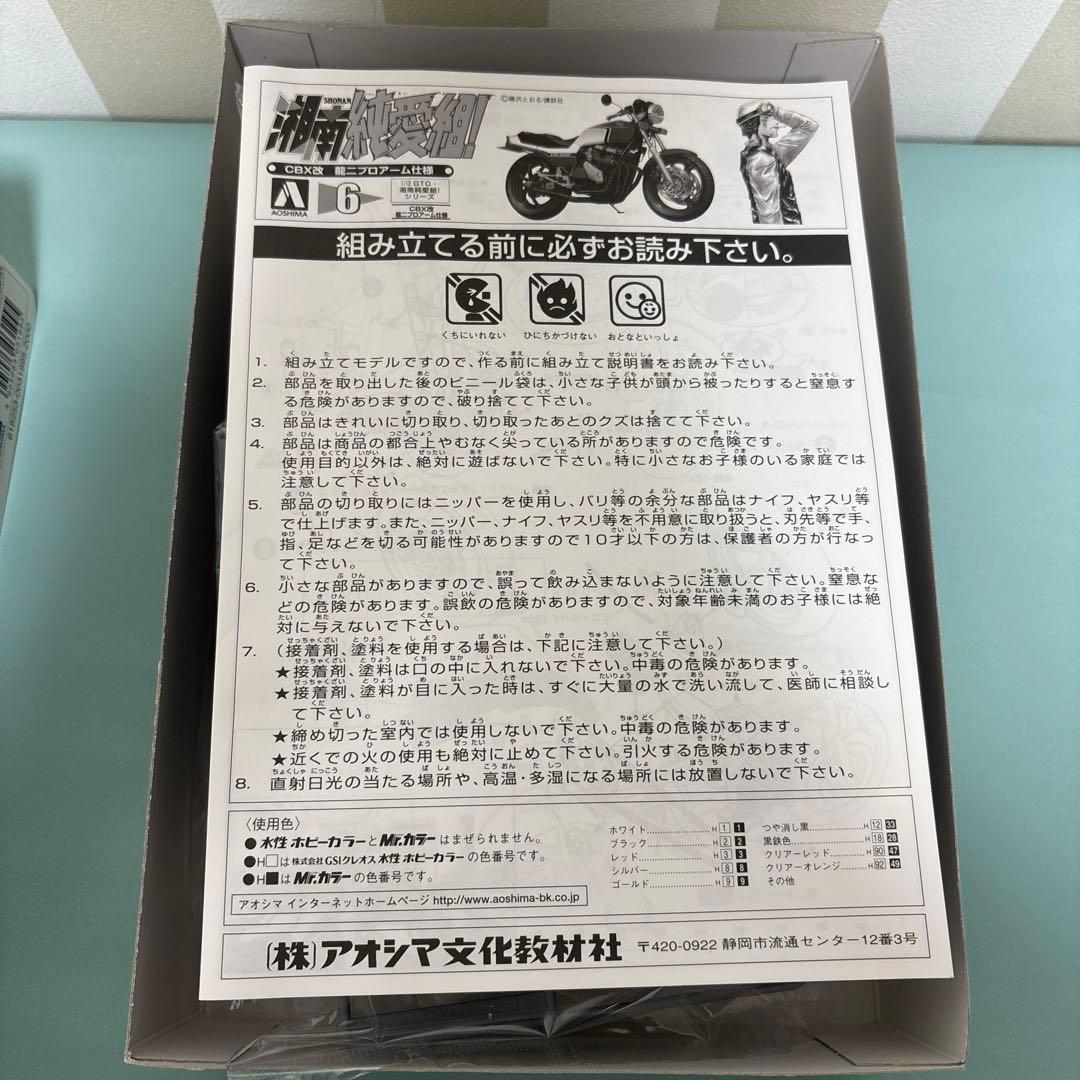 SHONAN
湘南純愛組!
©藤沢とおる/講談社
CBX改 龍二プロアーム仕様
AOSHIMA
6
1/12 GTO・
湘南純愛組!
シリーズ
CBX改
龍二プロアーム仕様
組み立てる前に必ずお読み下さい。
くちにいれない ひにちかづけない おとなといっしょ
1. 組み立てモデルですので、作る前に組み立て説明書をお読み下さい。
2. 部品を取り出した後のビニール袋は、小さな子供が頭から被ったりすると窒息す
る危険がありますので、破り捨てて下さい。
3. 部品はきれいに切り取り、切り取ったあとのクズは捨てて下さい。
4. 部品は商品の都合上やむなく尖っている所がありますので危険です。
使用目的以外は、絶対に遊ばないで下さい。特に小さなお子様のいる家庭では
注意して下さい。
5. 部品の切り取りにはニッパーを使用し、バリ等の余分な部品はナイフ、ヤスリ等
で仕上げます。また、ニッパー、ナイフ、ヤスリ等を不用意に取り扱うと、刃先等で手、
指、足などを切る可能性がありますので10才以下の方は、保護者の方が行なっ
て下さい。
6. 小さな部品がありますので、誤って飲み込まないように注意して下さい。窒息な
どの危険があります。誤飲の危険がありますので、対象年齢未満のお子様には絶
対に与えないで下さい。
7. (接着剤、塗料を使用する場合は、下記に注意して下さい。)
★接着剤、塗料は口の中に入れないで下さい。中毒の危険があります。
★接着剤、塗料が目に入った時は、すぐに大量の水で洗い流して、医師に相談し
て下さい。
★締め切った室内では使用しないで下さい。中毒の危険があります。
★近くでの火の使用も絶対に止めて下さい。引火する危険があります。
8. 直射日光の当たる場所や、高温・多湿になる場所には放置しないで下さい。
〈使用色〉
●水性ホビーカラーとMr.カラーはまぜられません。
●H□は株式会社GSIクレオス水性ホビーカラーの色番号です。
●H■はMr.カラーの色番号です。
アオシマ インターネットホームページ http://www.aoshima-bk.co.jp
ホワイト H 1 1
ブラック H 2 2
レッド H 3 3
シルバー H 8 8
ゴールド H 9 9
つや消し黒 H 12 33
黒鉄色 H 18 28
クリアーレッド H 90 47
クリアーオレンジ H 92 49
その他
(株)アオシマ文化教材社 〒420-0922 静岡市流通センター12番3号